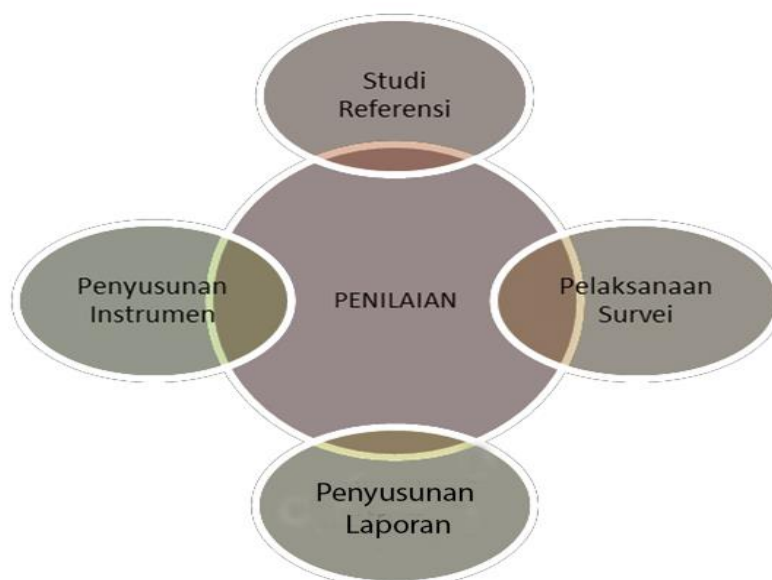 Studi
Referensi
Penyusunan
Instrumen
PENILAIAN
Pelaksanaan
Survei
Penyusunan
Laporan